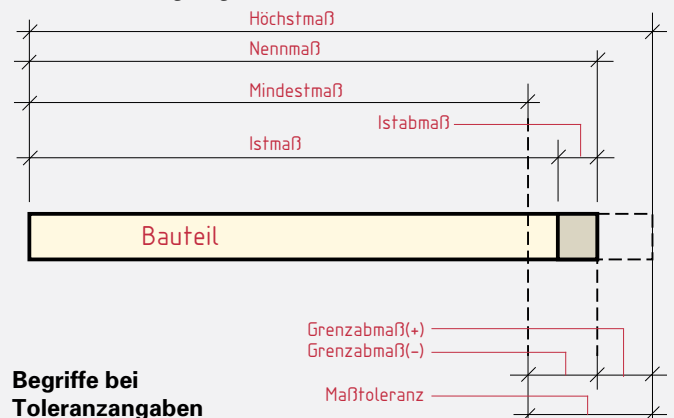 Höchstmaß
Nennmaß
Mindestmaß
Istabmaß
Istmaß
Bauteil
Grenzabmaß(+)
Grenzabmaß(-)
Maßtoleranz
Begriffe bei
Toleranzangaben